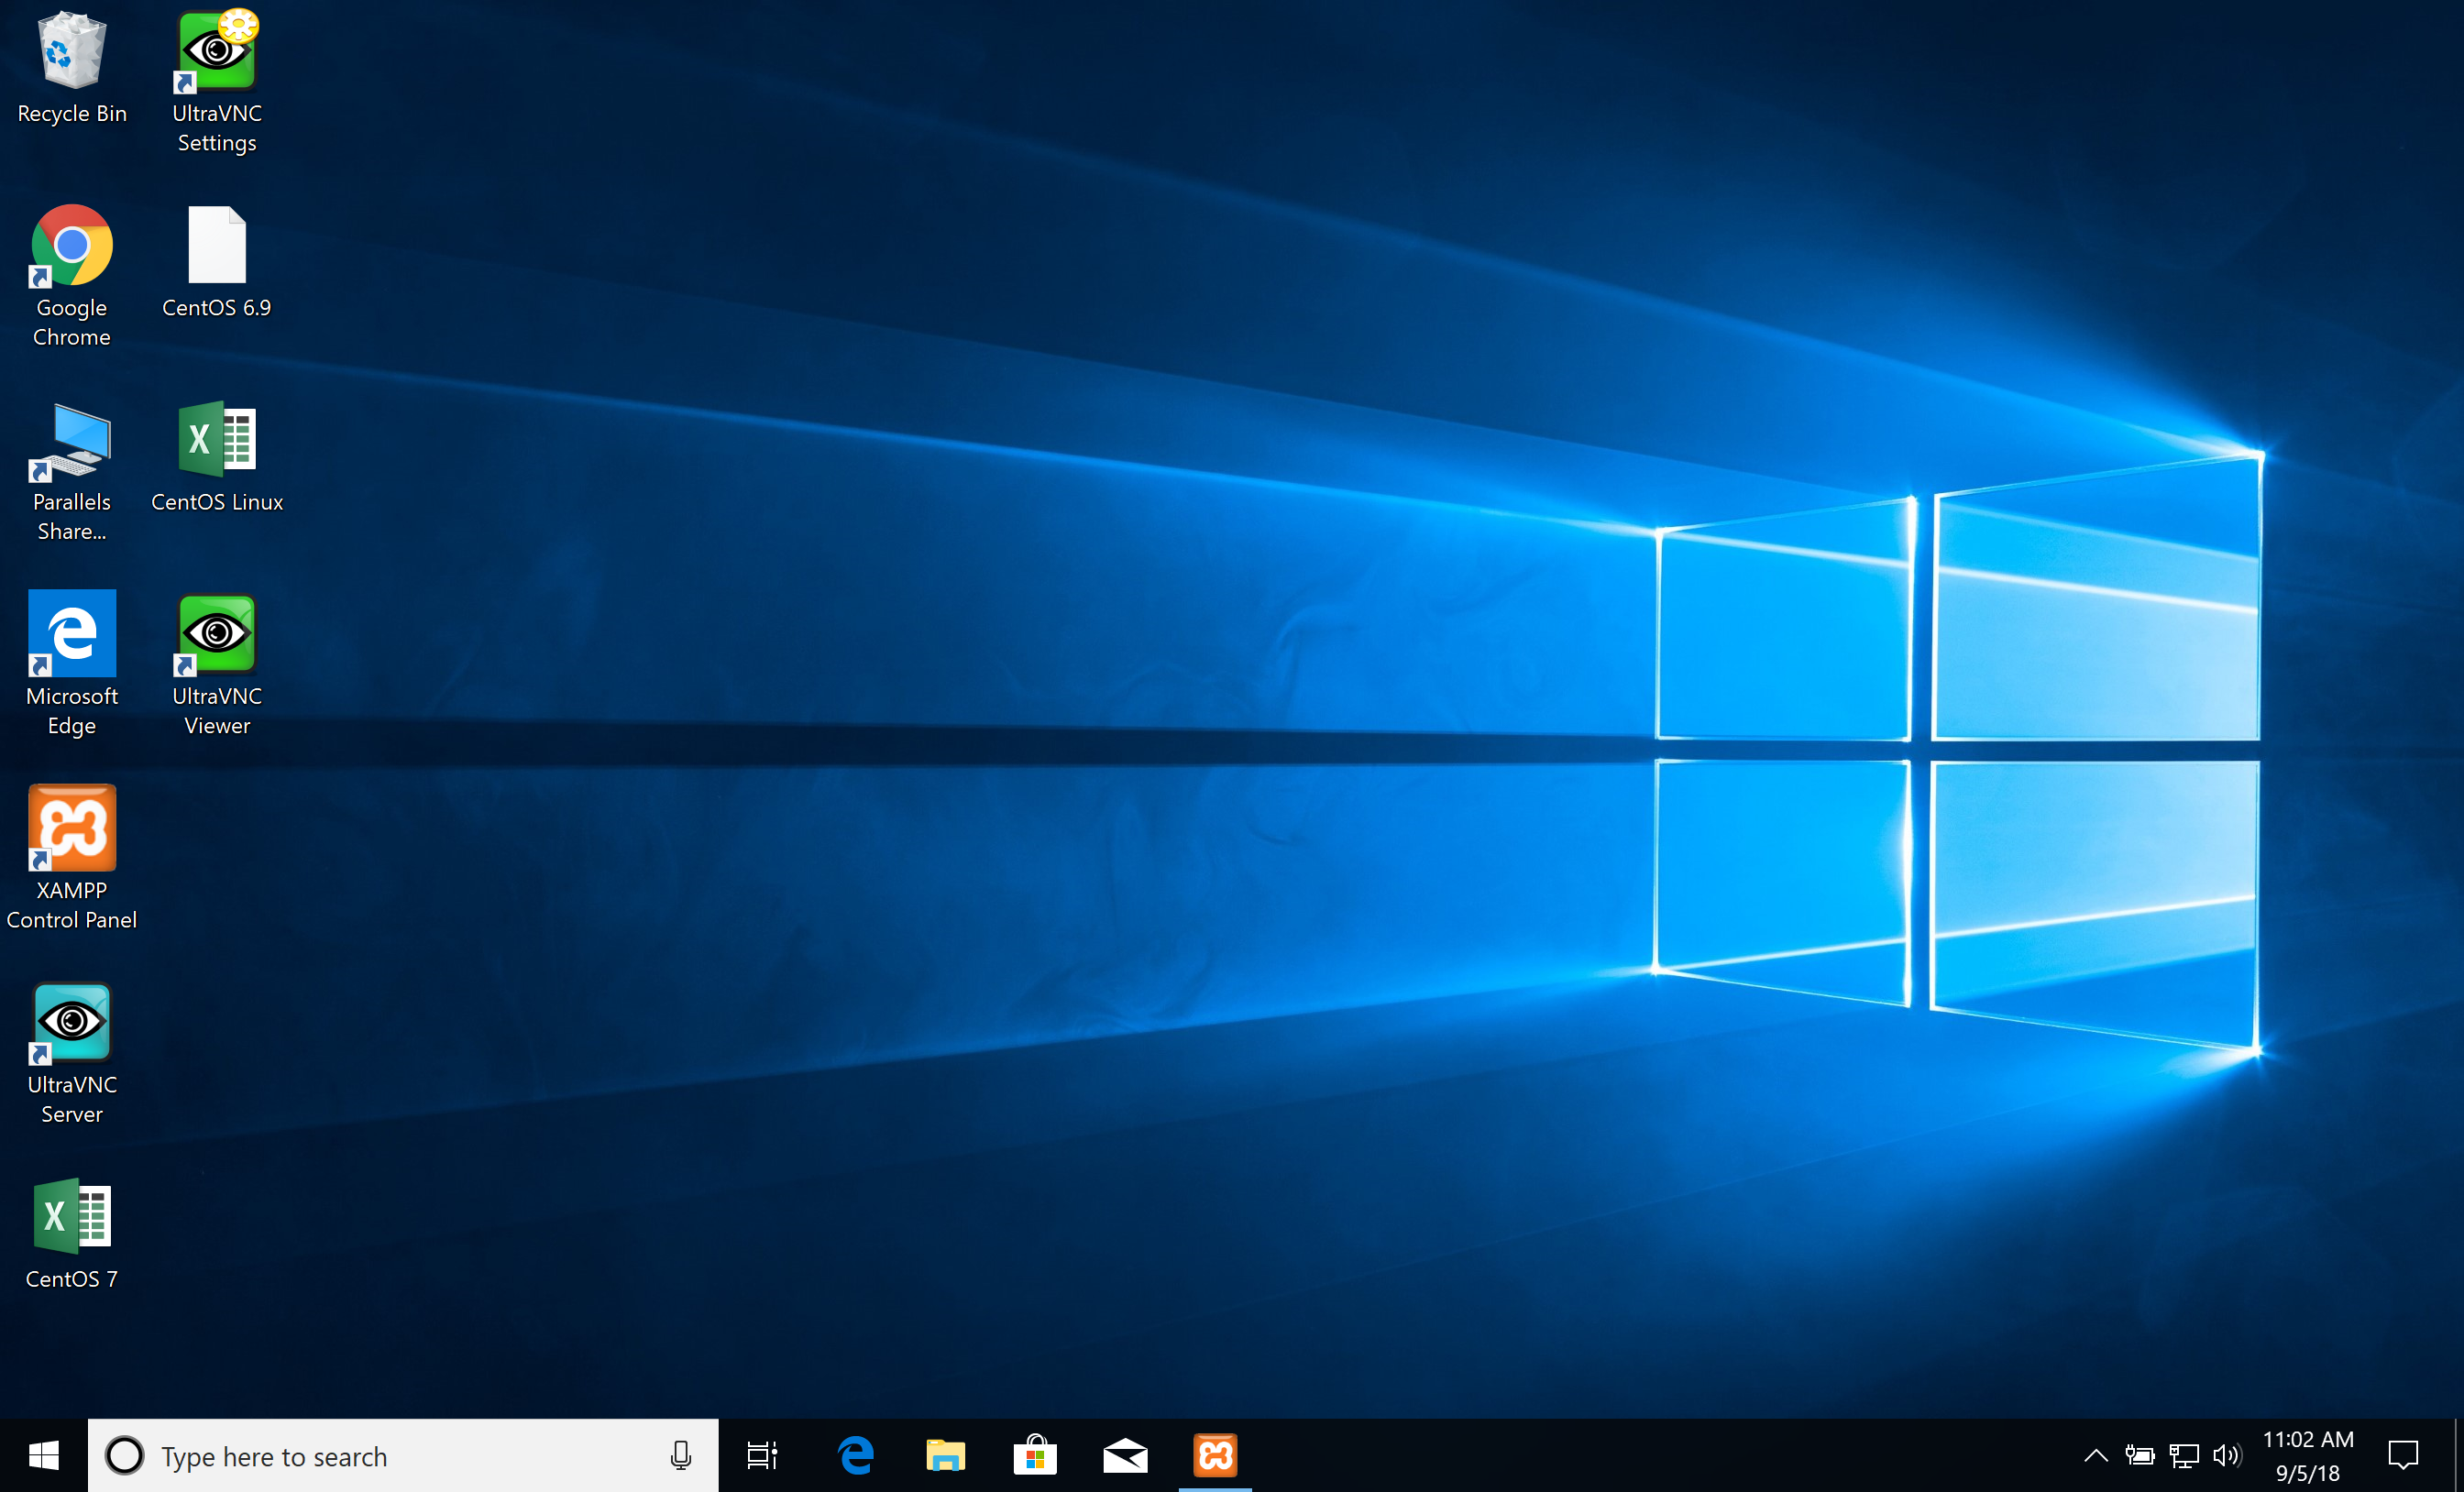 Recycle Bin
UltraVNC
Settings
Google
Chrome
CentOS 6.9
Parallels
Share...
CentOS Linux
Microsoft
Edge
UltraVNC
Viewer
XAMPP
Control Panel
UltraVNC
Server
CentOS 7
Type here to search
11:02 AM
9/5/18